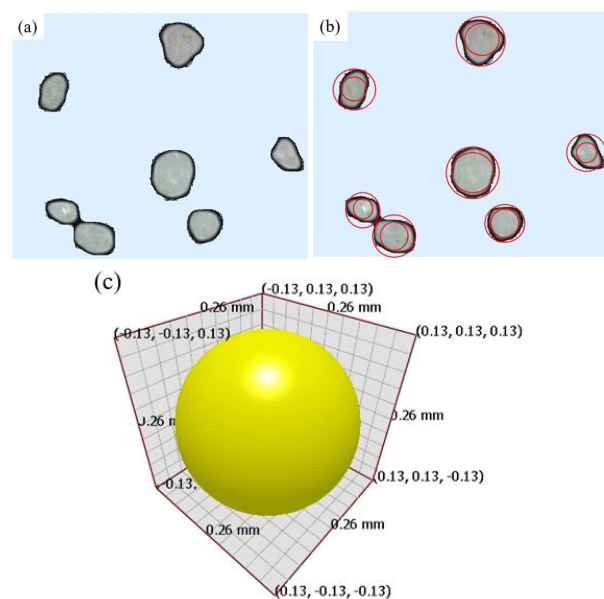 (a)
(b)
(c)
(-0.13, 0.13, 0.13)
0.26 mm
0.26 mm
(-0.13, -0.13, 0.13)
(0.13, 0.13, 0.13)
0.26 mm
(0.13, 0.13, -0.13)
0.26 mm
0.26 mm
(0.13, -0.13, -0.13)